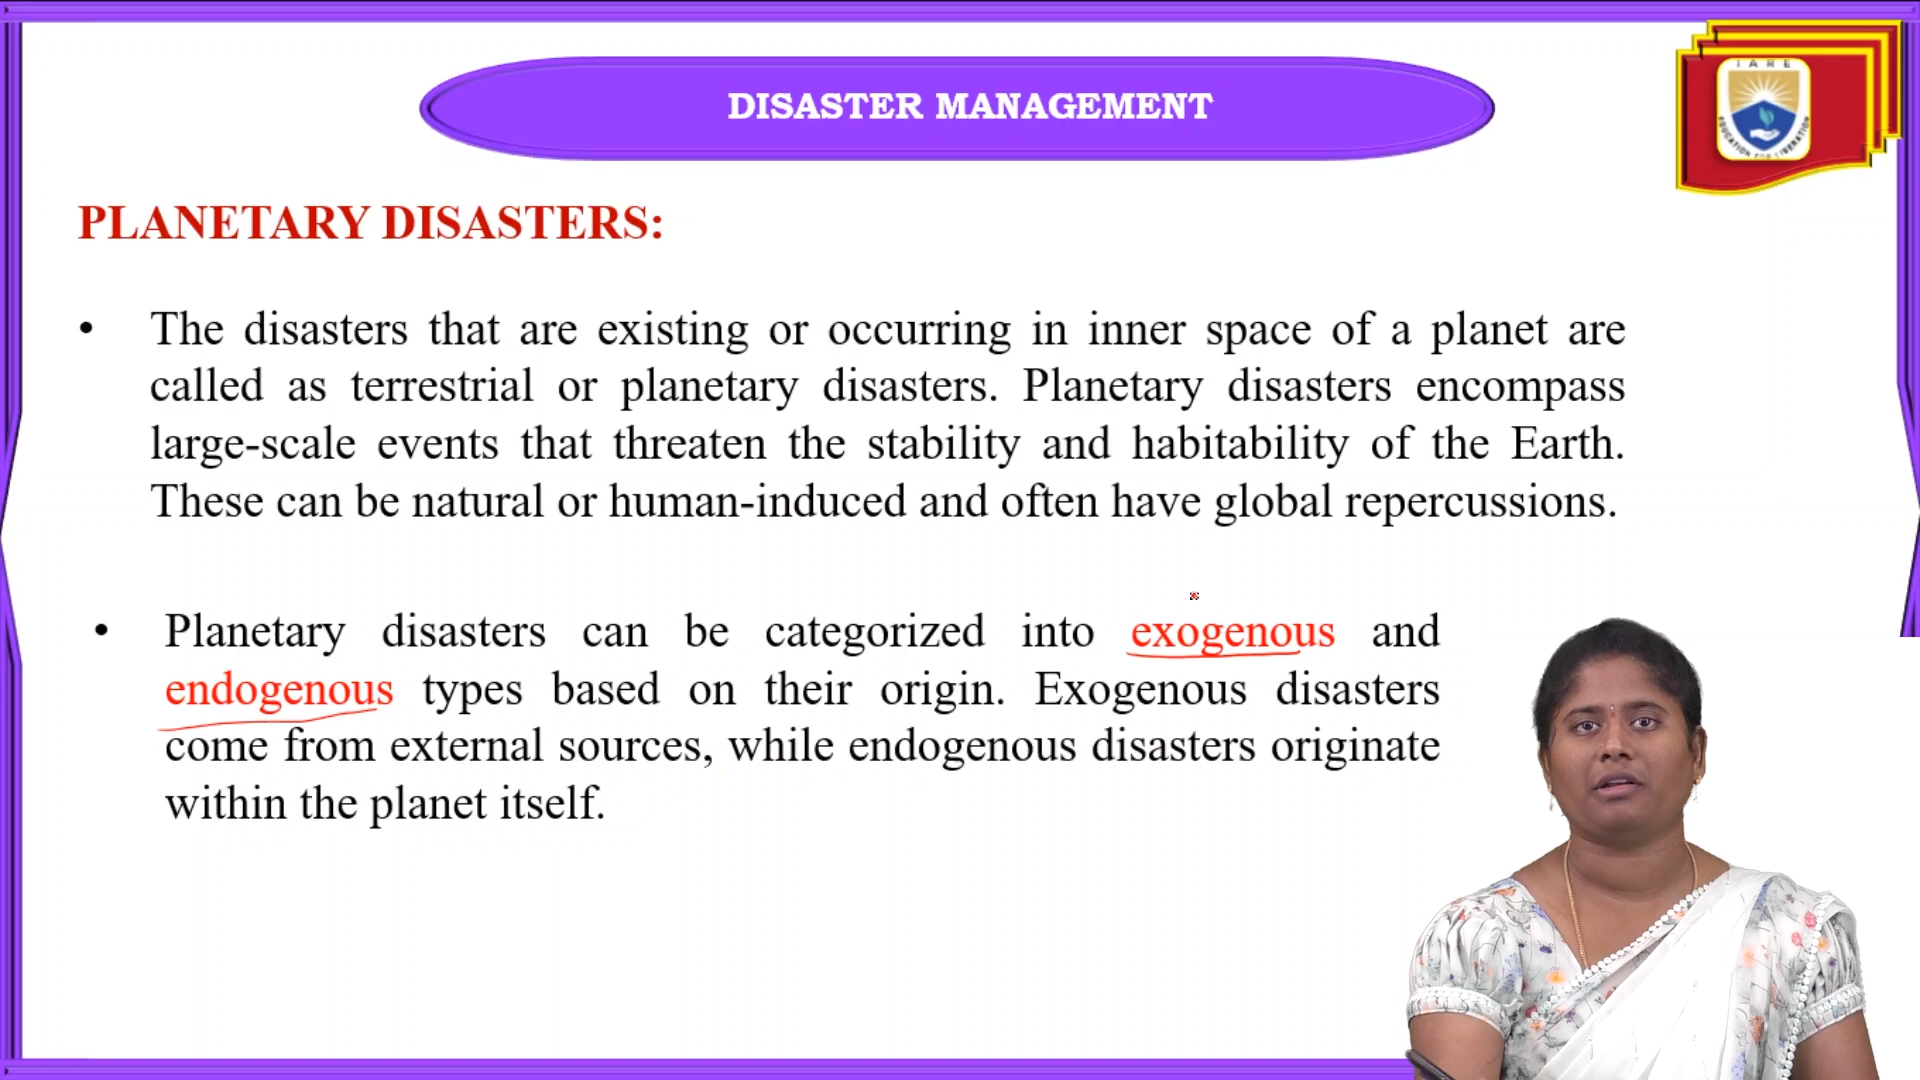 IARE
EDUCATION FOR LIBERATION
DISASTER MANAGEMENT
PLANETARY DISASTERS:
• The disasters that are existing or occurring in inner space of a planet are
called as terrestrial or planetary disasters. Planetary disasters encompass
large-scale events that threaten the stability and habitability of the Earth.
These can be natural or human-induced and often have global repercussions.
• Planetary disasters can be categorized into exogenous and
endogenous types based on their origin. Exogenous disasters
come from external sources, while endogenous disasters originate
within the planet itself.